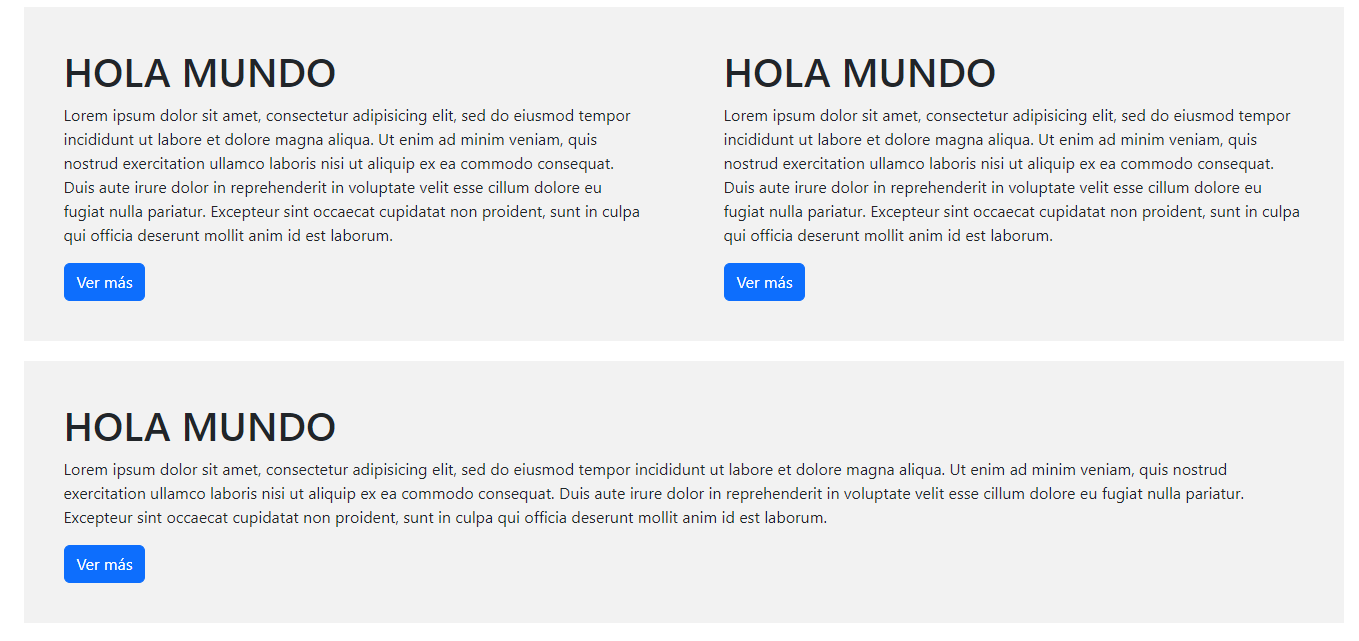 HOLA MUNDO
Lorem ipsum dolor sit amet, consectetur adipisicing elit, sed do eiusmod tempor
incididunt ut labore et dolore magna aliqua. Ut enim ad minim veniam, quis
nostrud exercitation ullamco laboris nisi ut aliquip ex ea commodo consequat.
Duis aute irure dolor in reprehenderit in voluptate velit esse cillum dolore eu
fugiat nulla pariatur. Excepteur sint occaecat cupidatat non proident, sunt in culpa
qui officia deserunt mollit anim id est laborum.
Ver más
HOLA MUNDO
Lorem ipsum dolor sit amet, consectetur adipisicing elit, sed do eiusmod tempor
incididunt ut labore et dolore magna aliqua. Ut enim ad minim veniam, quis
nostrud exercitation ullamco laboris nisi ut aliquip ex ea commodo consequat.
Duis aute irure dolor in reprehenderit in voluptate velit esse cillum dolore eu
fugiat nulla pariatur. Excepteur sint occaecat cupidatat non proident, sunt in culpa
qui officia deserunt mollit anim id est laborum.
Ver más
HOLA MUNDO
Lorem ipsum dolor sit amet, consectetur adipisicing elit, sed do eiusmod tempor incididunt ut labore et dolore magna aliqua. Ut enim ad minim veniam, quis nostrud
exercitation ullamco laboris nisi ut aliquip ex ea commodo consequat. Duis aute irure dolor in reprehenderit in voluptate velit esse cillum dolore eu fugiat nulla pariatur.
Excepteur sint occaecat cupidatat non proident, sunt in culpa qui officia deserunt mollit anim id est laborum.
Ver más